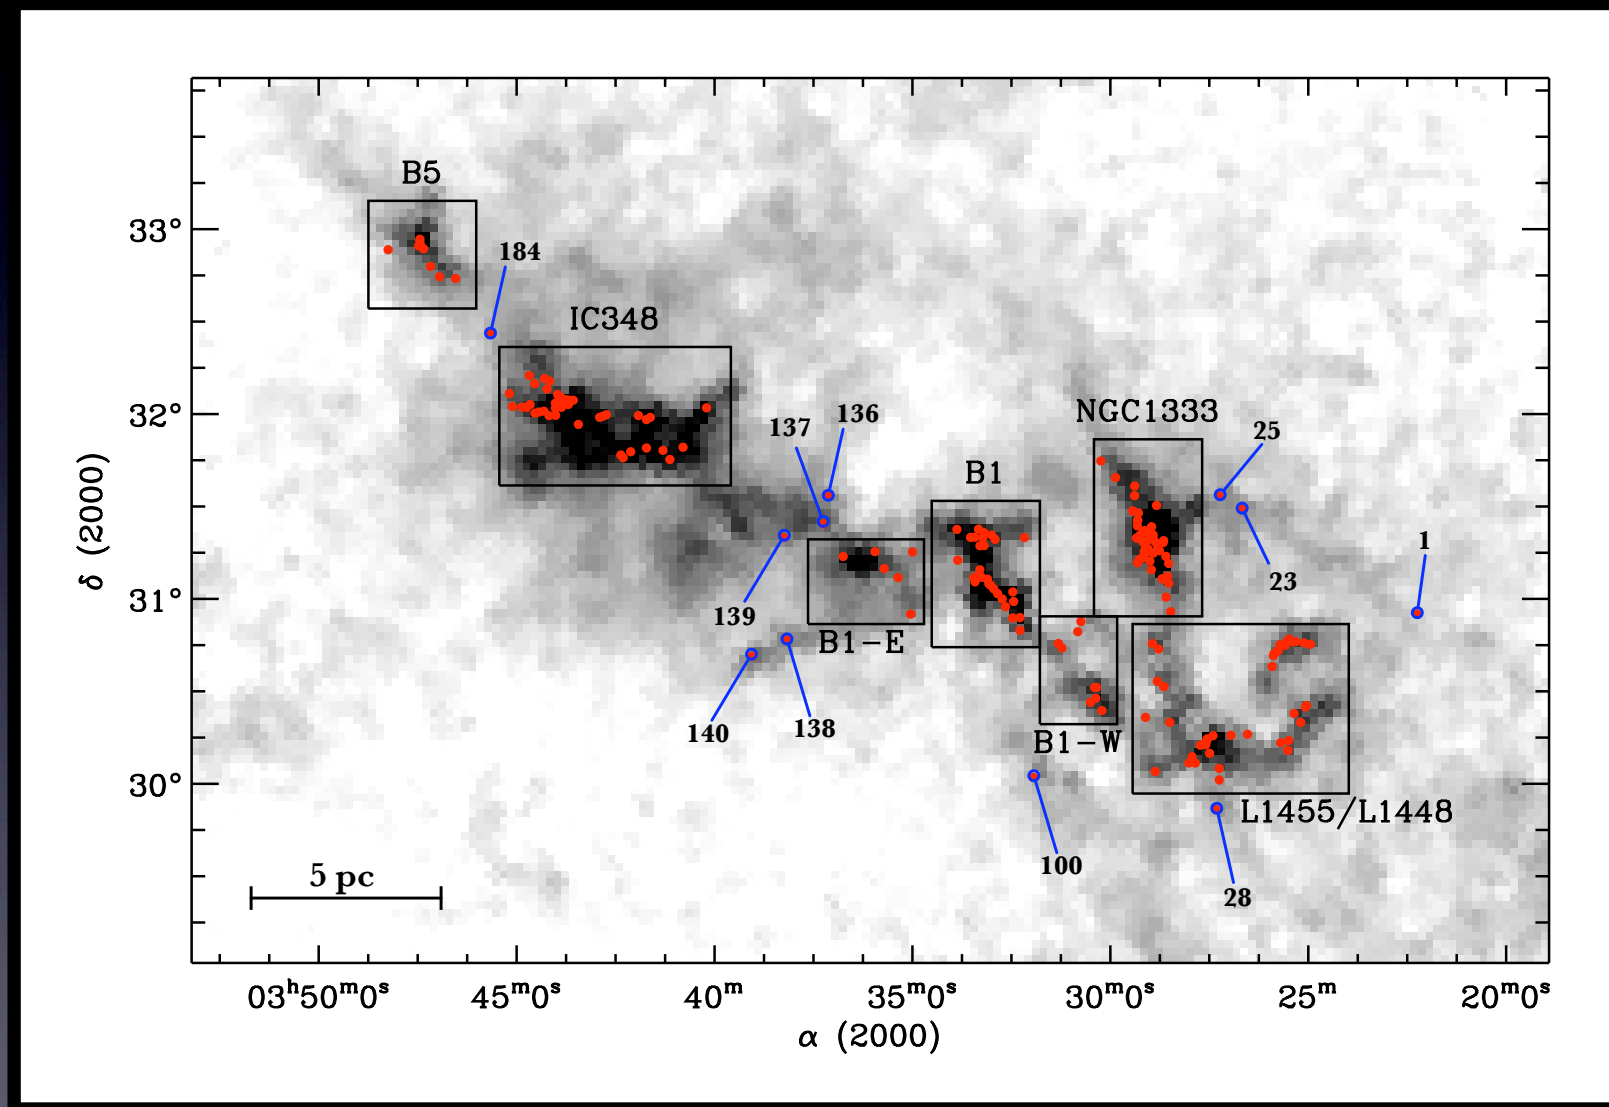 B5
33°
184
IC348
32°
NGC1333
136
137
25
B1
1
δ (2000)
31°
23
139
B1-E
140
138
B1-W
30°
L1455/L1448
100
5 pc
28
03ʰ50ᵐ0ˢ 45ᵐ0ˢ 40ᵐ 35ᵐ0ˢ 30ᵐ0ˢ 25ᵐ 20ᵐ0ˢ
α (2000)